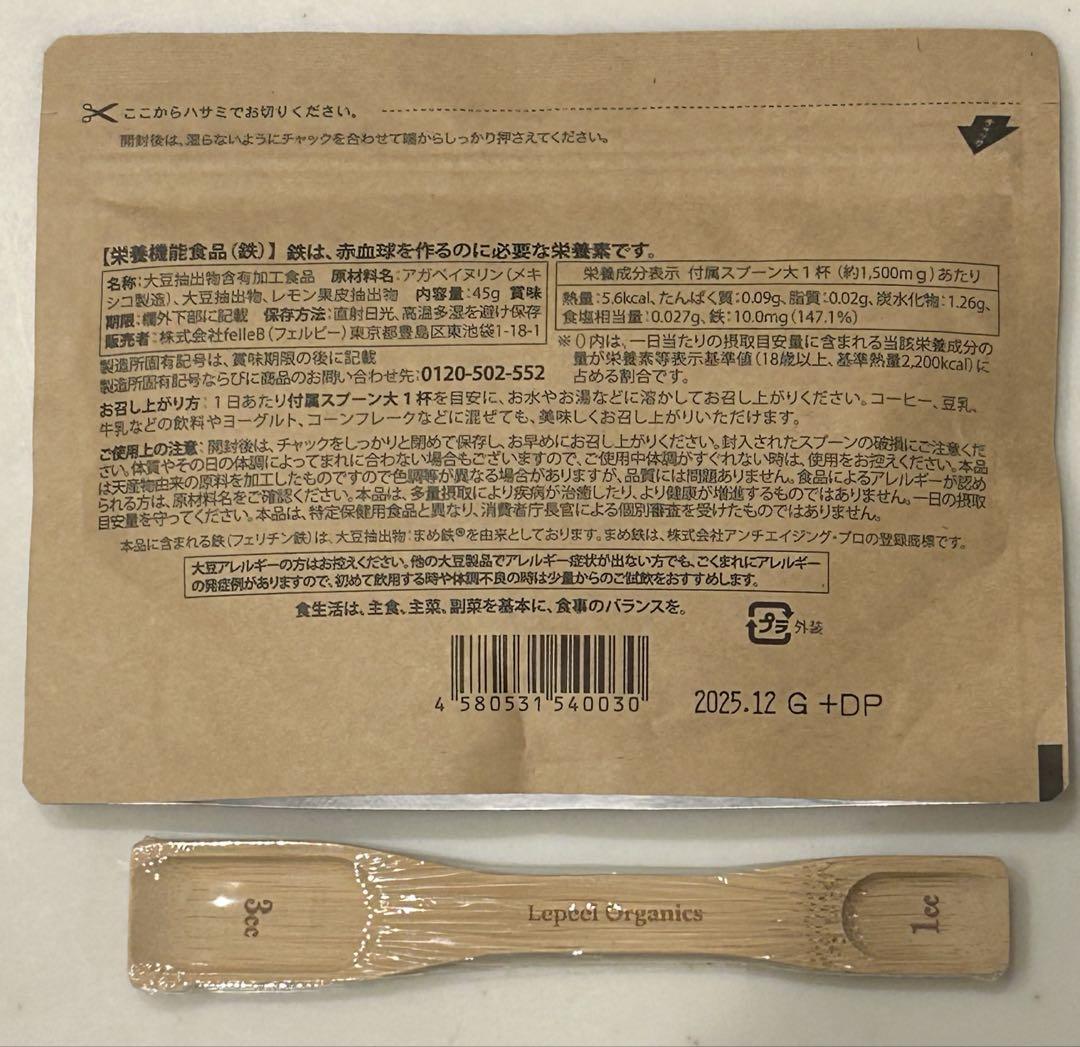 ここからハサミでお切りください。
開封後は、湿らないようにチャックを合わせて端からしっかり押さえてください。
【栄養機能食品(鉄)】 鉄は、赤血球を作るのに必要な栄養素です。
名称:大豆抽出物含有加工食品 原材料名:アガベイヌリン(メキ
シコ製造)、大豆抽出物、レモン果皮抽出物 内容量:45g 賞味
期限:欄外下部に記載 保存方法:直射日光、高温多湿を避け保存
販売者:株式会社felleB(フェルビー)東京都豊島区東池袋1-18-1
製造所固有記号は、賞味期限の後に記載
製造所固有記号ならびに商品のお問い合わせ先:0120-502-552
栄養成分表示 付属スプーン大1杯(約1,500mg)あたり
熱量:5.6kcal、たんぱく質:0.09g、脂質:0.02g、炭水化物:1.26g、
食塩相当量:0.027g、鉄:10.0mg(147.1%)
※()内は、一日当たりの摂取目安量に含まれる当該栄養成分の
量が栄養素等表示基準値(18歳以上、基準熱量2,200kcal)に
占める割合です。
お召し上がり方:1日あたり付属スプーン大1杯を目安に、お水やお湯などに溶かしてお召し上がりください。コーヒー、豆乳、
牛乳などの飲料やヨーグルト、コーンフレークなどに混ぜても、美味しくお召し上がりいただけます。
ご使用上の注意:開封後は、チャックをしっかりと閉めて保存し、お早めにお召し上がりください。封入されたスプーンの破損にご注意くだ
さい。体質やその日の体調によってまれに合わない場合もございますので、ご使用中体調がすぐれない時は、使用をお控えください。本品
は天産物由来の原料を加工したものですので色調等が異なる場合がありますが、品質には問題ありません。食品によるアレルギーが認め
られる方は、原材料名をご確認ください。本品は、多量摂取により疾病が治癒したり、より健康が増進するものではありません。一日の摂取
目安量を守ってください。本品は、特定保健用食品と異なり、消費者庁長官による個別審査を受けたものではありません。
本品に含まれる鉄(フェリチン鉄)は、大豆抽出物:まめ鉄®を由来としております。まめ鉄は、株式会社アンチエイジング・プロの登録商標です。
大豆アレルギーの方はお控えください。他の大豆製品でアレルギー症状が出ない方でも、ごくまれにアレルギー
の発症例がありますので、初めて飲用する時や体調不良の時は少量からのご試飲をおすすめします。
食生活は、主食、主菜、副菜を基本に、食事のバランスを。
プラ 外装
4 580531 540030
2025.12 G +DP
3cc
Lepeel Organics
1cc